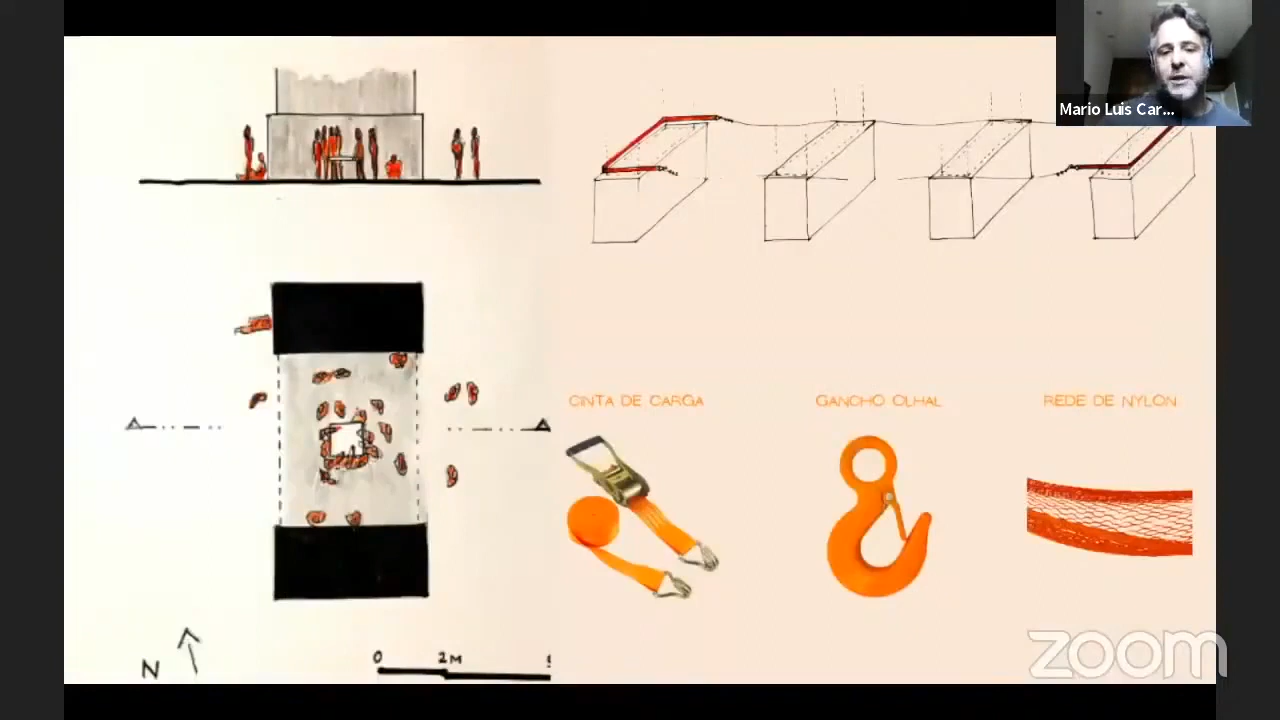 Mario Luis Car...
CINTA DE CARGA
GANCHO OLHAL
REDE DE NYLON
N
0 2M
zoom